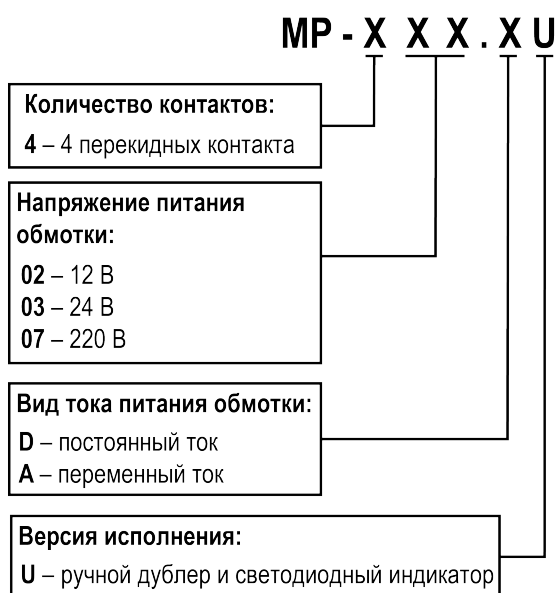 МР - Х Х Х . Х U
Количество контактов:
4 – 4 перекидных контакта
Напряжение питания
обмотки:
02 – 12 В
03 – 24 В
07 – 220 В
Вид тока питания обмотки:
D – постоянный ток
А – переменный ток
Версия исполнения:
U – ручной дублер и светодиодный индикатор